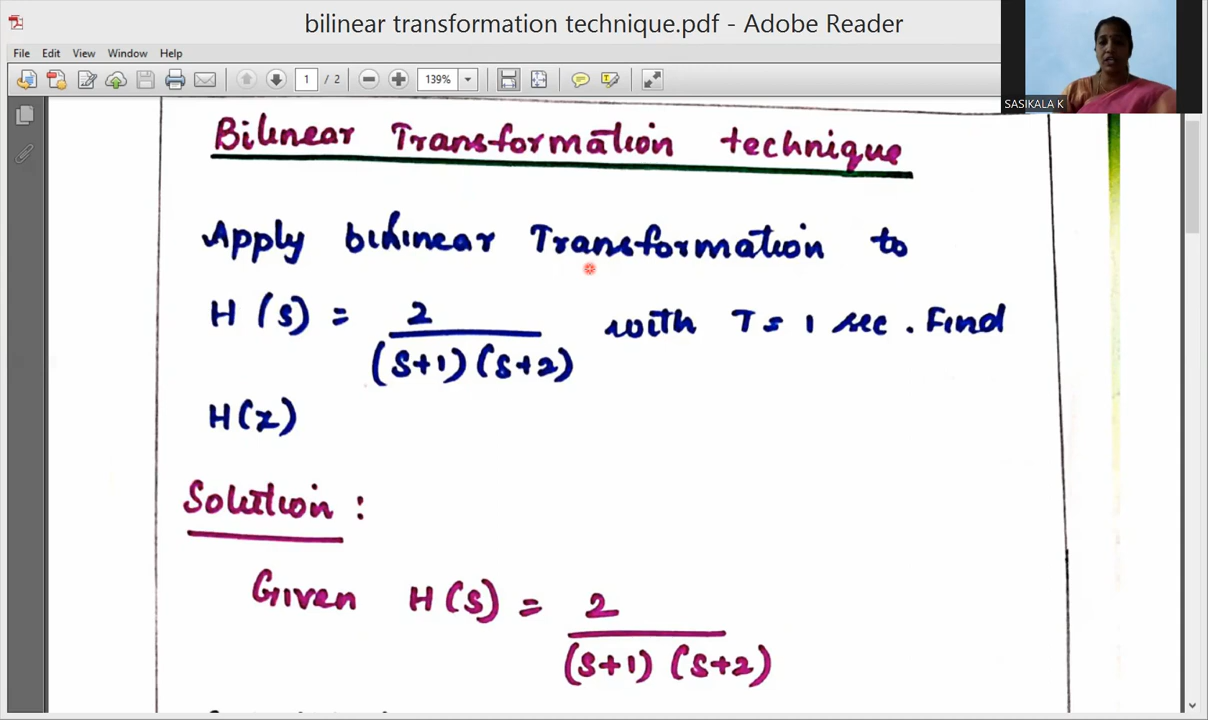 bilinear transformation technique.pdf - Adobe Reader
File Edit View Window Help
1 / 2 139%
SASIKALA K
Bilinear Transformation technique
Apply bilinear Transformation to
H(S) = 2 / (S+1)(S+2) with T = 1 sec. Find
H(z)
Solution :
Given H(S) = 2 / (S+1) (S+2)